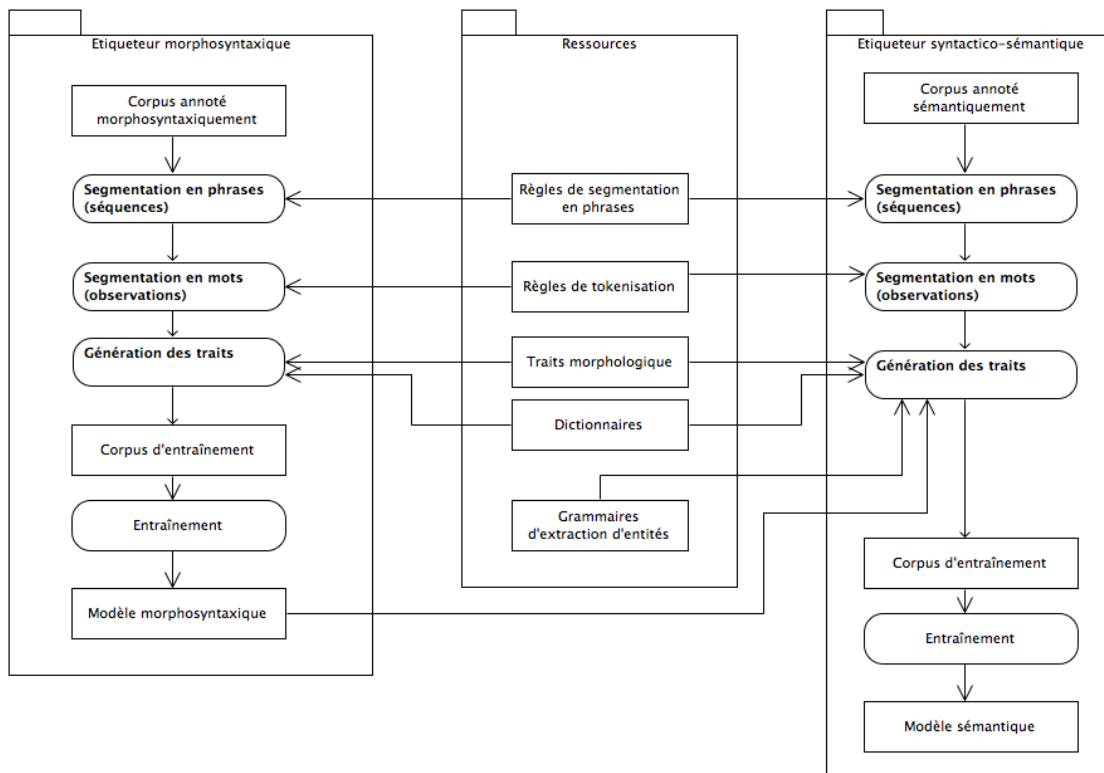 Etiqueteur morphosyntaxique
Corpus annoté
morphosyntaxiquement
Segmentation en phrases
(séquences)
Segmentation en mots
(observations)
Génération des traits
Corpus d'entraînement
Entraînement
Modèle morphosyntaxique
Ressources
Règles de segmentation
en phrases
Règles de tokenisation
Traits morphologique
Dictionnaires
Grammaires
d'extraction d'entités
Etiqueteur syntactico-sémantique
Corpus annoté
sémantiquement
Segmentation en phrases
(séquences)
Segmentation en mots
(observations)
Génération des traits
Corpus d'entraînement
Entraînement
Modèle sémantique